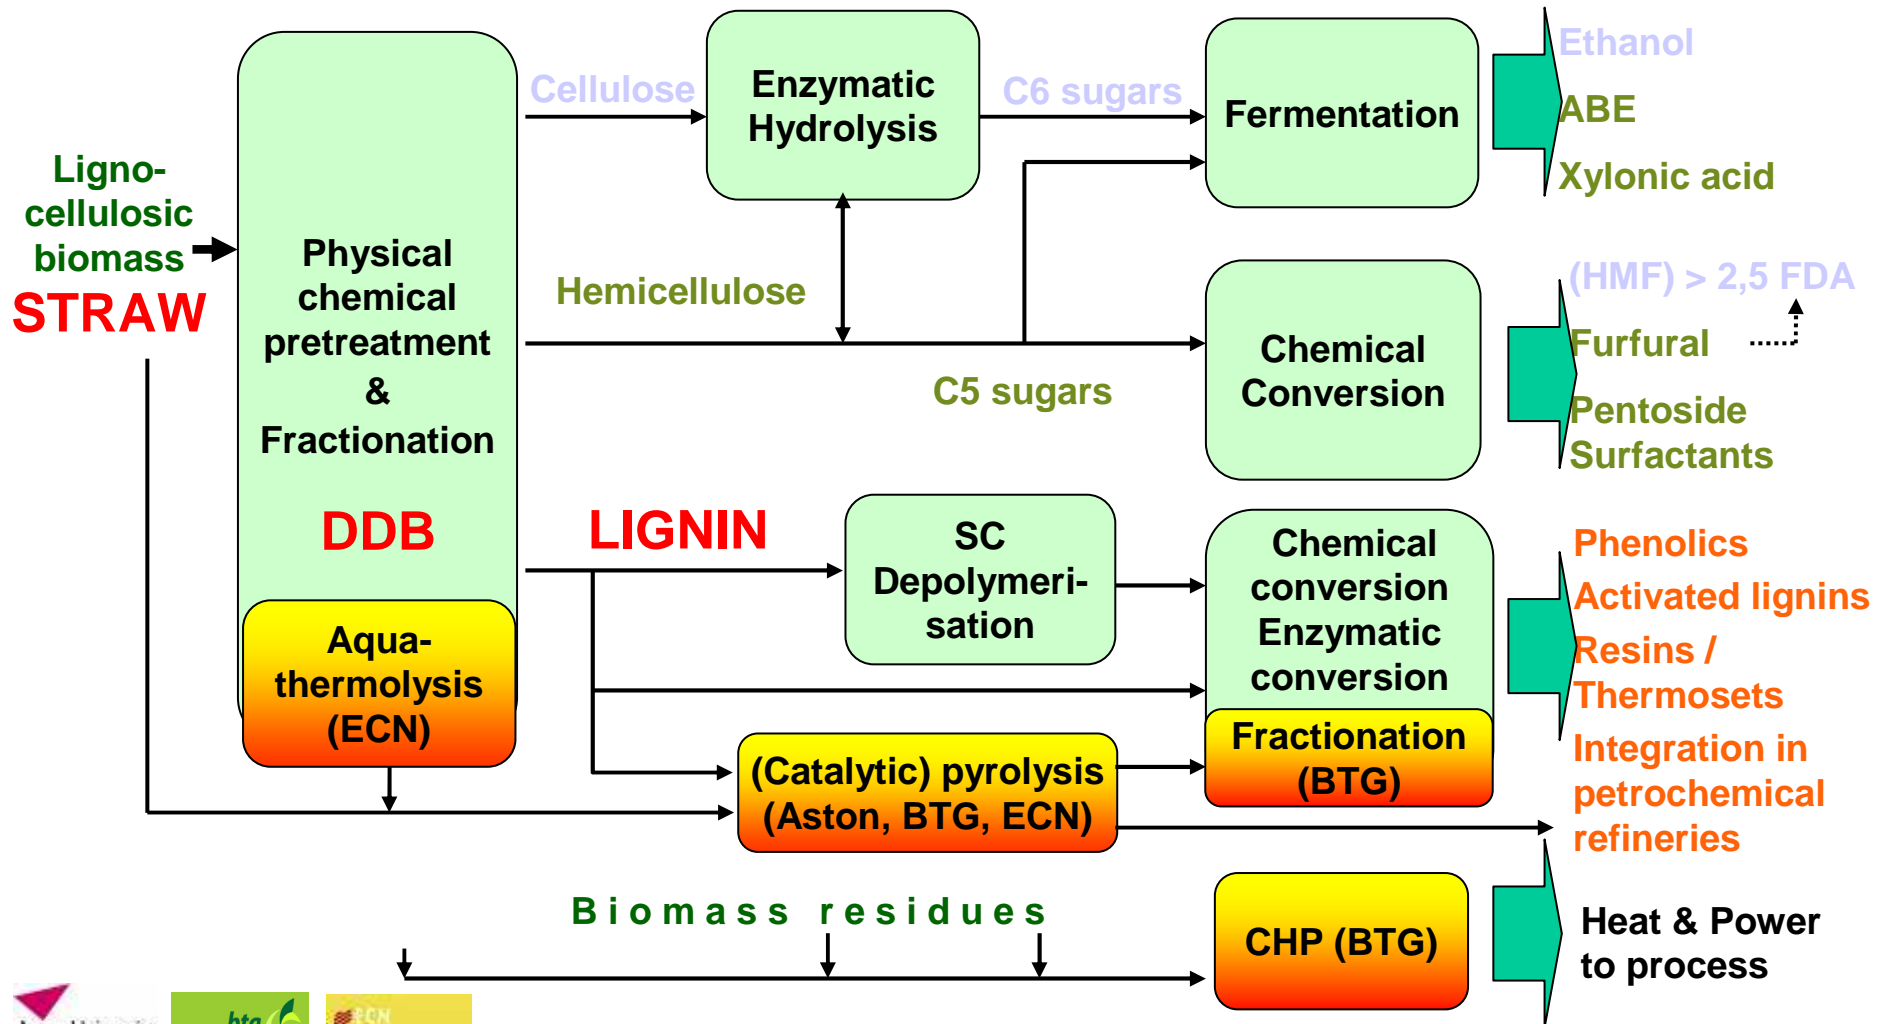 Ligno-
cellulosic
biomass
STRAW
Physical
chemical
pretreatment
&
Fractionation
DDB
Aqua-
thermolysis
(ECN)
Cellulose
Enzymatic
Hydrolysis
C6 sugars
Fermentation
Ethanol
ABE
Xylonic acid
Hemicellulose
C5 sugars
Chemical
Conversion
(HMF) > 2,5 FDA
Furfural
Pentoside
Surfactants
LIGNIN
SC
Depolymeri-
sation
Chemical
conversion
Enzymatic
conversion
Fractionation
(BTG)
(Catalytic) pyrolysis
(Aston, BTG, ECN)
Phenolics
Activated lignins
Resins /
Thermosets
Integration in
petrochemical
refineries
Biomass residues
CHP (BTG)
Heat & Power
to process
btg
ECN